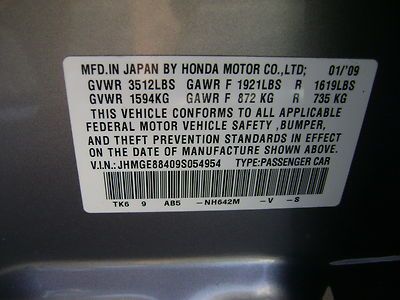 MFD. IN JAPAN BY HONDA MOTOR CO.,LTD; 01/'09
GVWR 3512LBS GAWR F 1921LBS R 1619LBS
GVWR 1594KG GAWR F 872 KG R 735 KG
THIS VEHICLE CONFORMS TO ALL APPLICABLE
FEDERAL MOTOR VEHICLE SAFETY ,BUMPER,
AND THEFT PREVENTION STANDARDS IN
EFFECT ON THE DATE OF MANUFACTURE SHOWN ABOVE.
V.I.N.: JHMGE88409S054954 TYPE:PASSENGER CAR
TK6 9 AB5 -NH642M -V -S